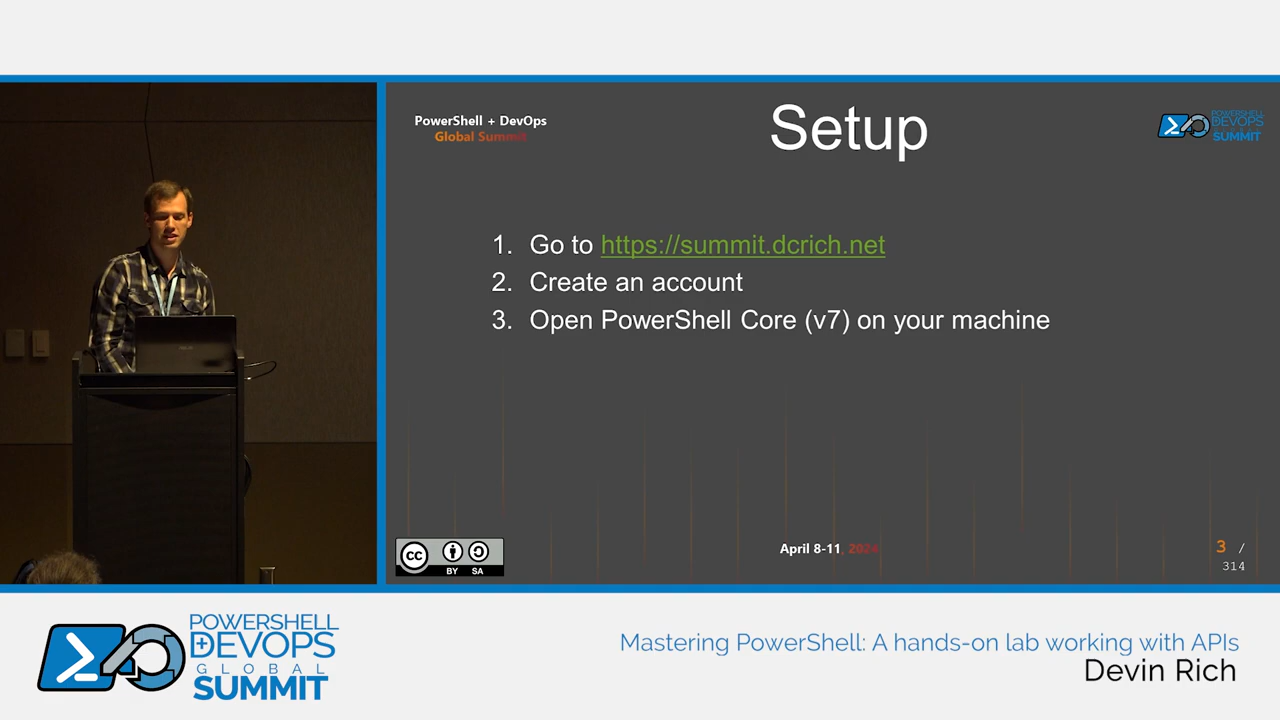 PowerShell + DevOps
Global Summit
Setup
POWERSHELL
DEVOPS
SUMMIT
1. Go to https://summit.dcrich.net
2. Create an account
3. Open PowerShell Core (v7) on your machine
cc
BY SA
April 8-11, 2024
3 /
314
POWERSHELL
+DEVOPS
GLOBAL
SUMMIT
Mastering PowerShell: A hands-on lab working with APIs
Devin Rich